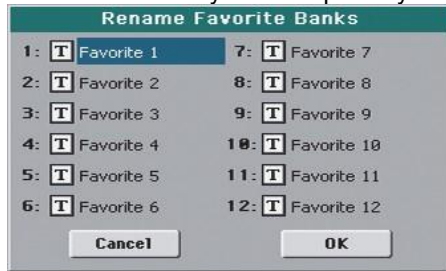 Rename Favorite Banks
1: T Favorite 1
2: T Favorite 2
3: T Favorite 3
4: T Favorite 4
5: T Favorite 5
6: T Favorite 6
7: T Favorite 7
8: T Favorite 8
9: T Favorite 9
10: T Favorite 10
11: T Favorite 11
12: T Favorite 12
Cancel
OK